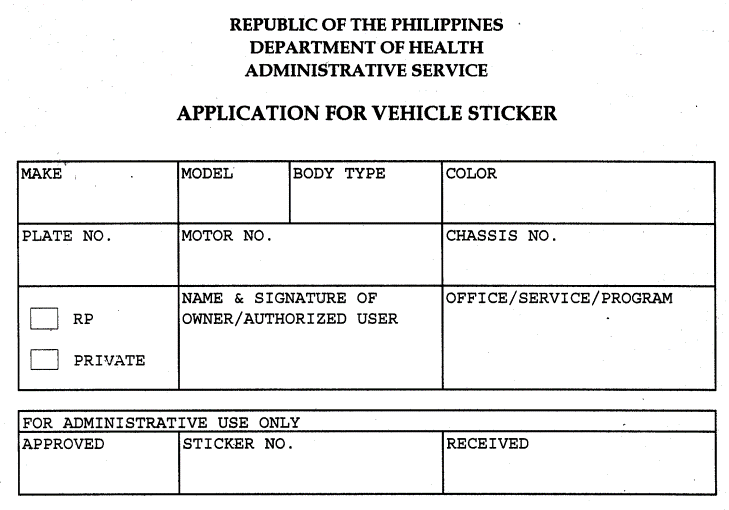 REPUBLIC OF THE PHILIPPINES
DEPARTMENT OF HEALTH
ADMINISTRATIVE SERVICE
APPLICATION FOR VEHICLE STICKER
MAKE
MODEL
BODY TYPE
COLOR
PLATE NO.
MOTOR NO.
CHASSIS NO.
RP
PRIVATE
NAME & SIGNATURE OF
OWNER/AUTHORIZED USER
OFFICE/SERVICE/PROGRAM
FOR ADMINISTRATIVE USE ONLY
APPROVED
STICKER NO.
RECEIVED